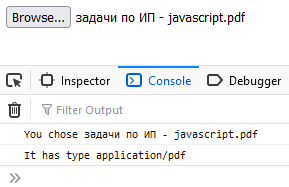 Browse... задачи по ИП - javascript.pdf
Inspector Console Debugger
Filter Output
You chose задачи по ИП - javascript.pdf
It has type application/pdf